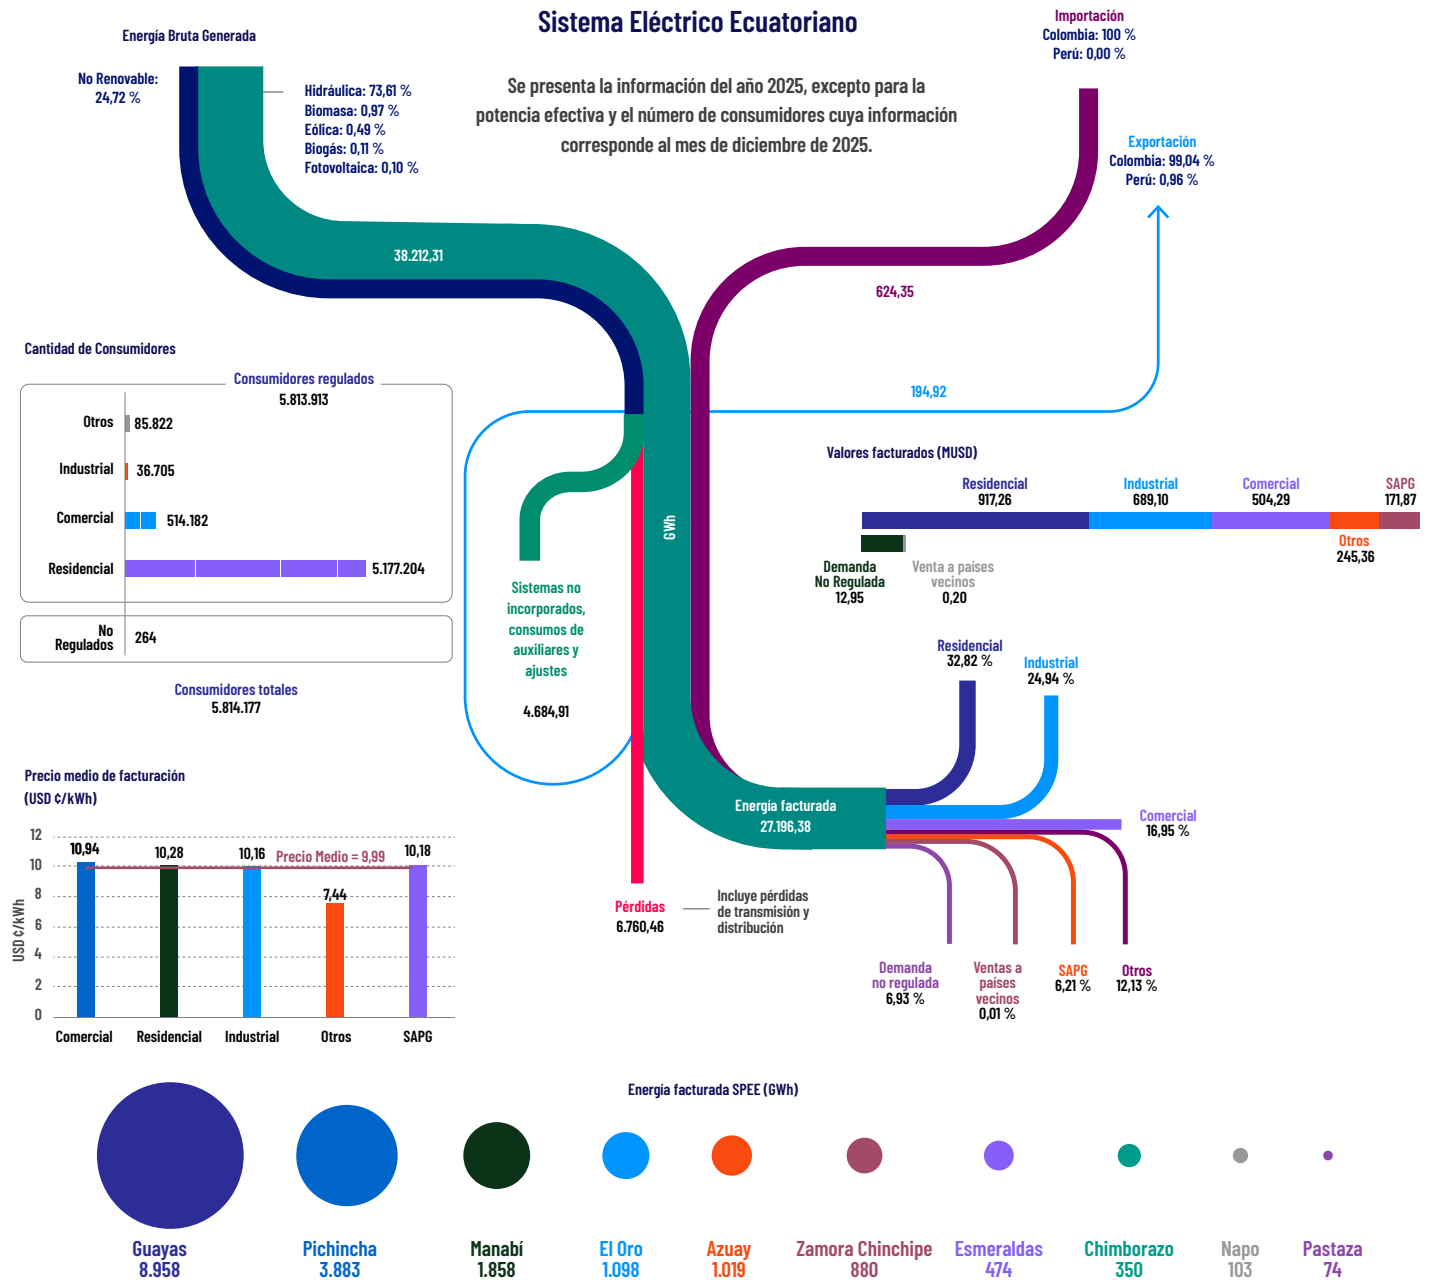 Sistema Eléctrico Ecuatoriano
Se presenta la información del año 2025, excepto para la
potencia efectiva y el número de consumidores cuya información
corresponde al mes de diciembre de 2025.
Energía Bruta Generada
No Renovable:
24,72 %
Hidráulica: 73,61 %
Biomasa: 0,97 %
Eólica: 0,49 %
Biogás: 0,11 %
Fotovoltaica: 0,10 %
38.212,31
Importación
Colombia: 100 %
Perú: 0,00 %
624,35
Exportación
Colombia: 99,04 %
Perú: 0,96 %
194,92
GWh
Cantidad de Consumidores
Consumidores regulados
5.813.913
Otros
85.822
Industrial
36.705
Comercial
514.182
Residencial
5.177.204
No
Regulados
264
Consumidores totales
5.814.177
Sistemas no
incorporados,
consumos de
auxiliares y
ajustes
4.684,91
Valores facturados (MUSD)
Residencial
917,26
Industrial
689,10
Comercial
504,29
SAPG
171,87
Otros
245,36
Demanda
No Regulada
12,95
Venta a países
vecinos
0,20
Energía facturada
27.196,38
Residencial
32,82 %
Industrial
24,94 %
Comercial
16,95 %
Demanda
no regulada
6,93 %
Ventas a
países
vecinos
0,01 %
SAPG
6,21 %
Otros
12,13 %
Pérdidas
6.760,46
Incluye pérdidas
de transmisión y
distribución
Precio medio de facturación
(USD ¢/kWh)
USD ¢/kWh
12
10
8
6
4
2
0
10,94
10,28
10,16
7,44
10,18
Precio Medio = 9,99
Comercial
Residencial
Industrial
Otros
SAPG
Energía facturada SPEE (GWh)
Guayas
8.958
Pichincha
3.883
Manabí
1.858
El Oro
1.098
Azuay
1.019
Zamora Chinchipe
880
Esmeraldas
474
Chimborazo
350
Napo
103
Pastaza
74